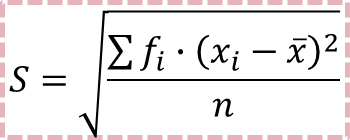 S = √(∑ fᵢ · (xᵢ − x̄)² / n)